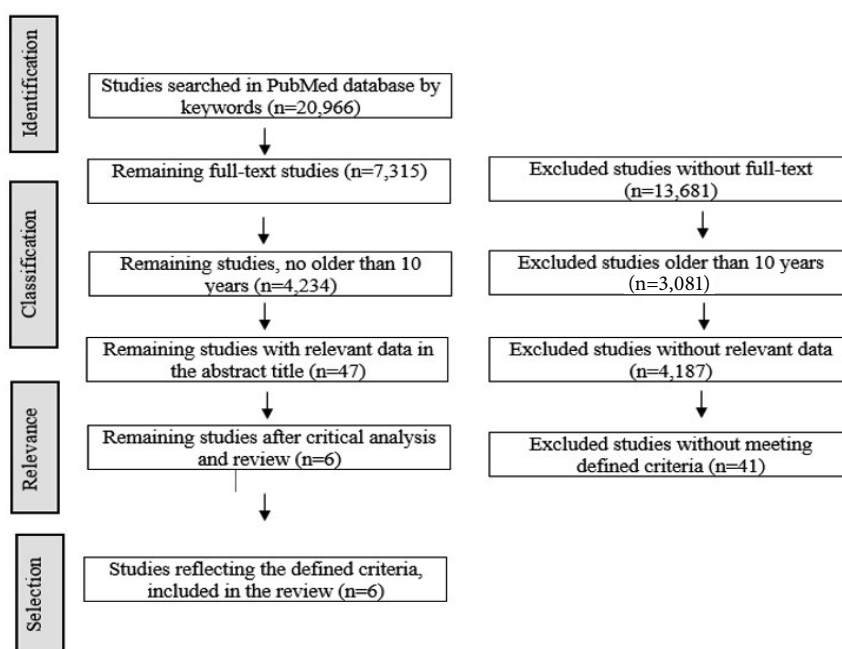 Identification
Studies searched in PubMed database by
keywords (n=20,966)
Classification
Remaining full-text studies (n=7,315)
Excluded studies without full-text
(n=13,681)
Remaining studies, no older than 10
years (n=4,234)
Excluded studies older than 10 years
(n=3,081)
Remaining studies with relevant data in
the abstract title (n=47)
Excluded studies without relevant data
(n=4,187)
Relevance
Remaining studies after critical analysis
and review (n=6)
Excluded studies without meeting
defined criteria (n=41)
Selection
Studies reflecting the defined criteria,
included in the review (n=6)